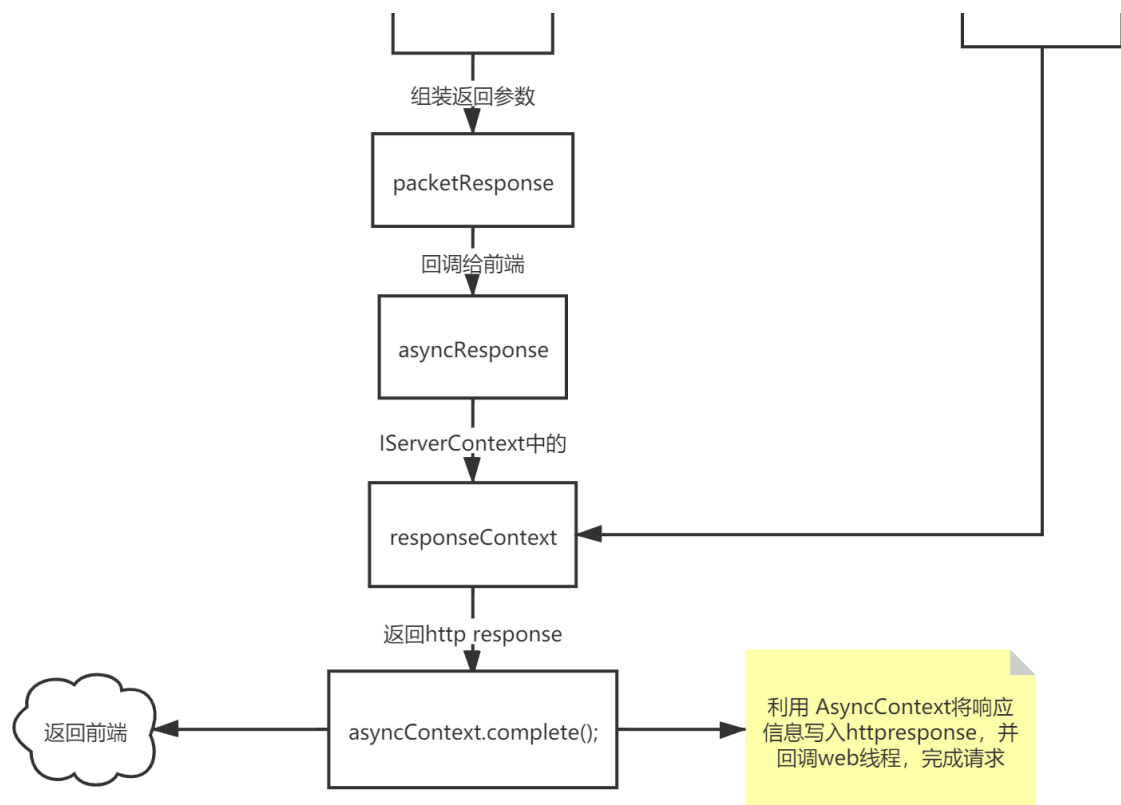 组装返回参数
packetResponse
回调给前端
asyncResponse
IServerContext中的
responseContext
返回http response
返回前端
asyncContext.complete();
利用 AsyncContext将响应
信息写入httpresponse，并
回调web线程，完成请求